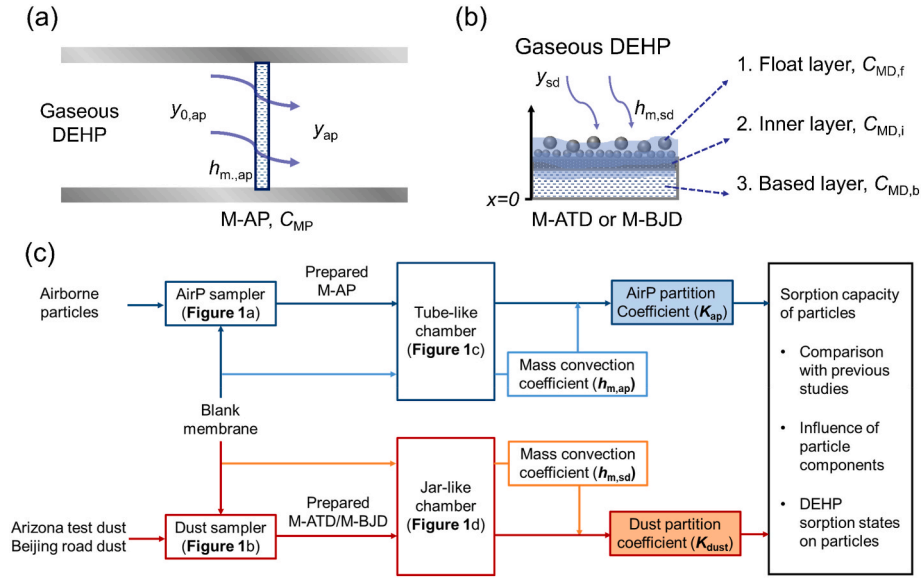 (a)
Gaseous
DEHP
y0,ap
yap
hm.,ap
M-AP, CMP
(b)
Gaseous DEHP
ysd
hm,sd
x=0
M-ATD or M-BJD
1. Float layer, CMD,f
2. Inner layer, CMD,i
3. Based layer, CMD,b
(c)
Airborne
particles
AirP sampler
(Figure 1a)
Prepared
M-AP
Tube-like
chamber
(Figure 1c)
AirP partition
Coefficient (Kap)
Mass convection
coefficient (hm,ap)
Blank
membrane
Mass convection
coefficient (hm,sd)
Arizona test dust
Beijing road dust
Dust sampler
(Figure 1b)
Prepared
M-ATD/M-BJD
Jar-like
chamber
(Figure 1d)
Dust partition
coefficient (Kdust)
Sorption capacity
of particles
• Comparison
with previous
studies
• Influence of
particle
components
• DEHP
sorption states
on particles